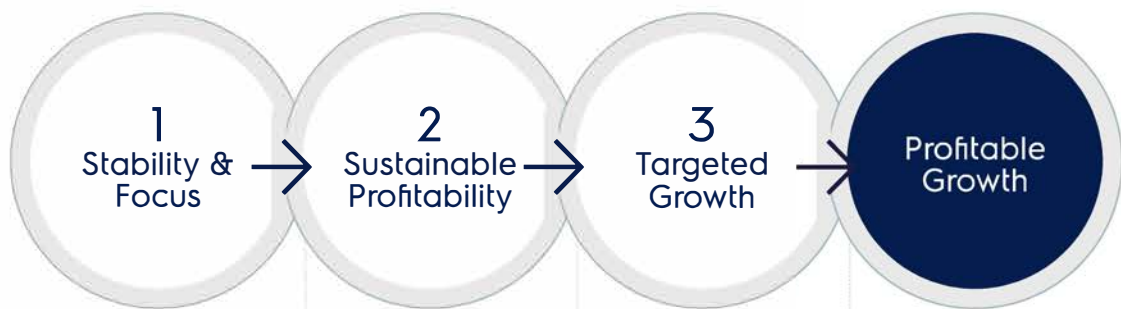 1
Stability &
Focus
2
Sustainable
Profitability
3
Targeted
Growth
Profitable
Growth